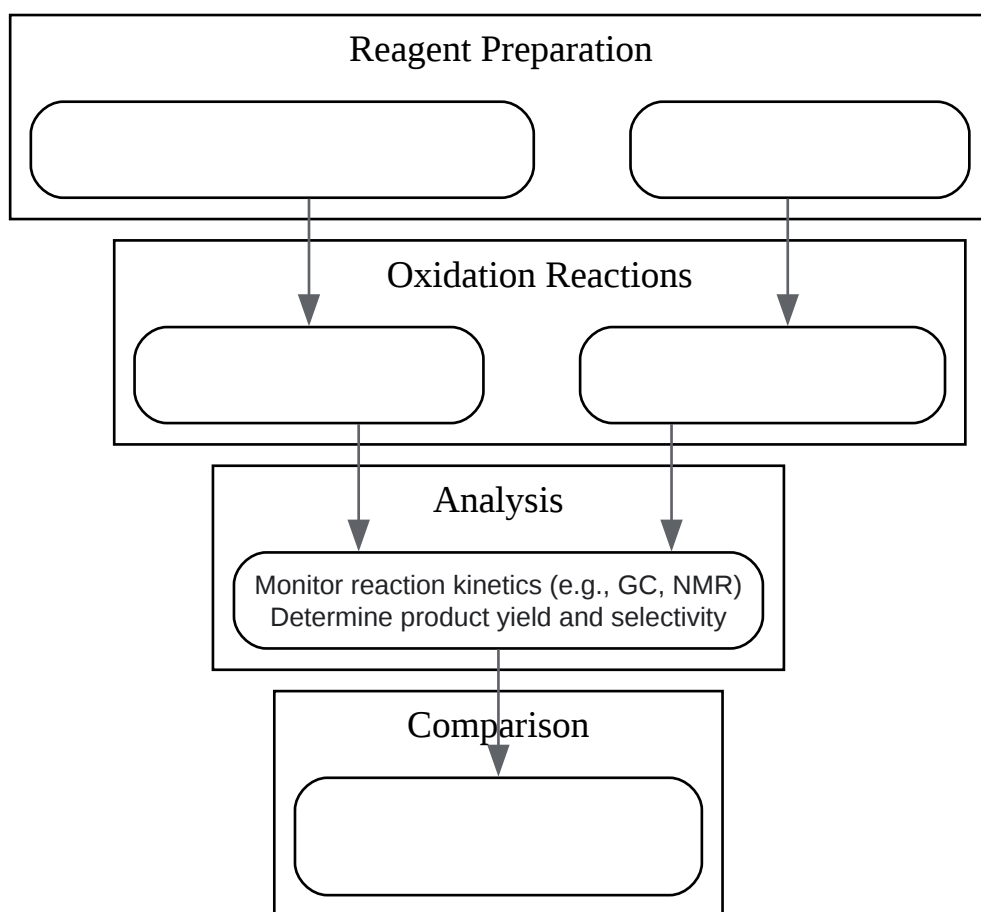 Reagent Preparation
Oxidation Reactions
Analysis
Monitor reaction kinetics (e.g., GC, NMR)
Determine product yield and selectivity
Comparison